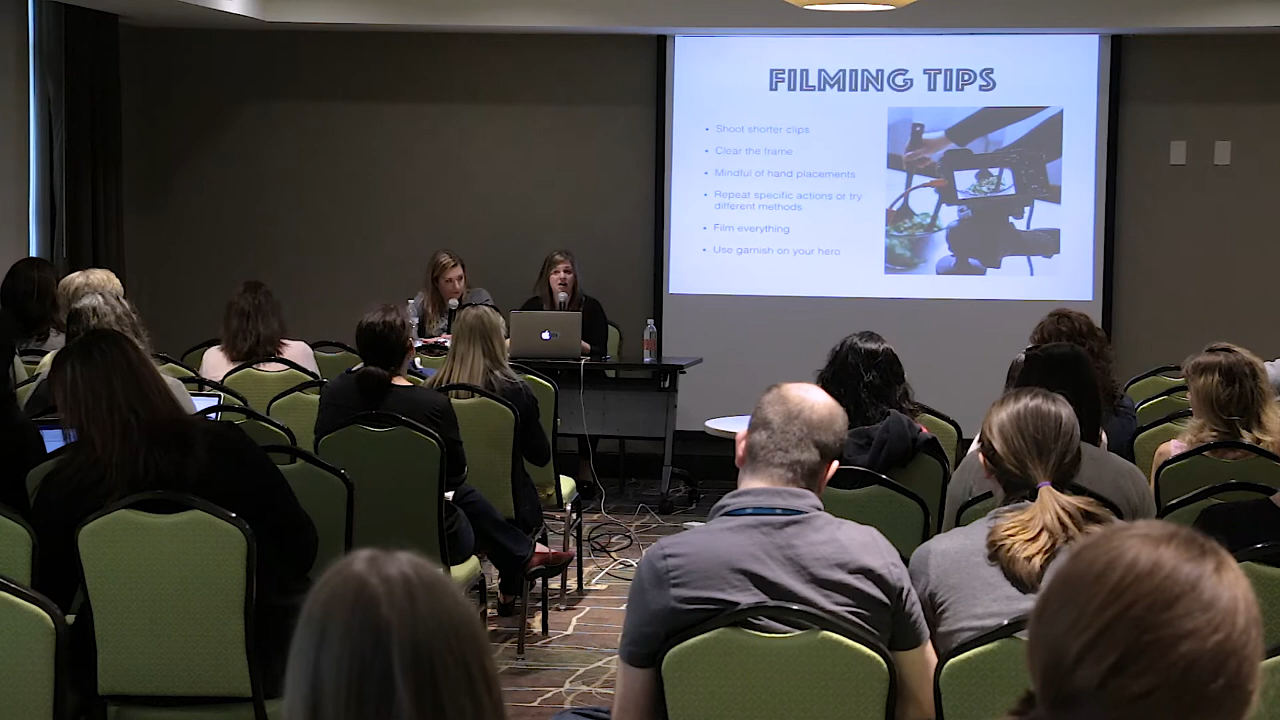 FILMING TIPS
• Shoot shorter clips
• Clear the frame
• Mindful of hand placements
• Repeat specific actions or try
different methods
• Film everything
• Use garnish on your hero